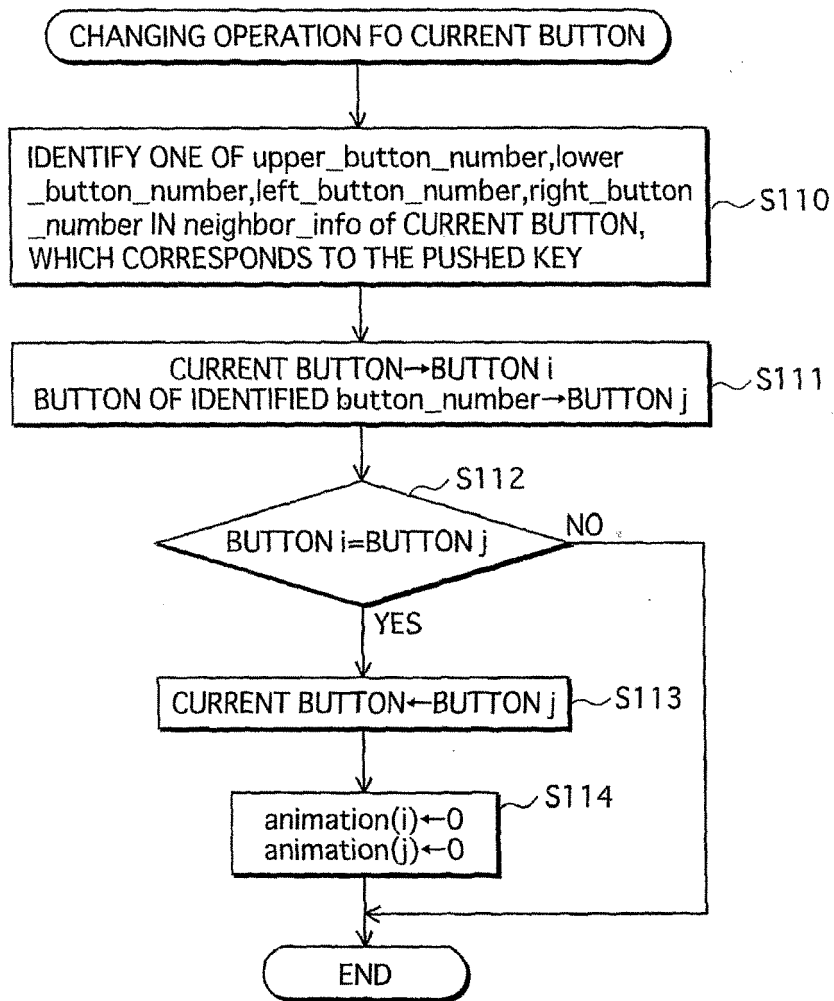 CHANGING OPERATION FO CURRENT BUTTON
IDENTIFY ONE OF upper_button_number,lower
_button_number,left_button_number,right_button
_number IN neighbor_info of CURRENT BUTTON,
WHICH CORRESPONDS TO THE PUSHED KEY
S110
CURRENT BUTTON→BUTTON i
BUTTON OF IDENTIFIED button_number→BUTTON j
S111
S112
BUTTON i=BUTTON j
NO
YES
CURRENT BUTTON←BUTTON j
S113
animation(i)←0
animation(j)←0
S114
END